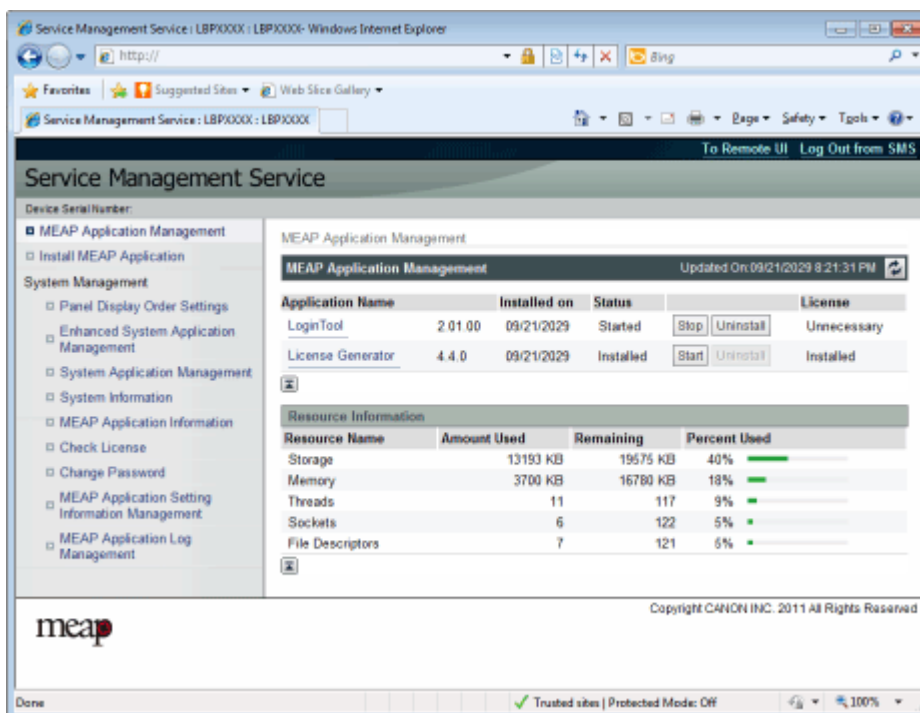 Service Management Service : LBPXXXX : LBPXXXX- Windows Internet Explorer
http://
Bing
Favorites Suggested Sites Web Slice Gallery
Service Management Service : LBPXXXX : LBPXXXX
Page Safety Tools
To Remote UI Log Out from SMS
Service Management Service
Device Serial Number:
MEAP Application Management
Install MEAP Application
System Management
Panel Display Order Settings
Enhanced System Application
Management
System Application Management
System Information
MEAP Application Information
Check License
Change Password
MEAP Application Setting
Information Management
MEAP Application Log
Management
MEAP Application Management
MEAP Application Management Updated On:09/21/2029 8:21:31 PM
Application Name Installed on Status License
LoginTool 2.01.00 09/21/2029 Started Stop Uninstall Unnecessary
License Generator 4.4.0 09/21/2029 Installed Start Uninstall Installed
Resource Information
Resource Name Amount Used Remaining Percent Used
Storage 13193 KB 19575 KB 40%
Memory 3700 KB 16780 KB 18%
Threads 11 117 9%
Sockets 6 122 5%
File Descriptors 7 121 6%
Copyright CANON INC. 2011 All Rights Reserved
meap
Done Trusted sites | Protected Mode: Off 100%